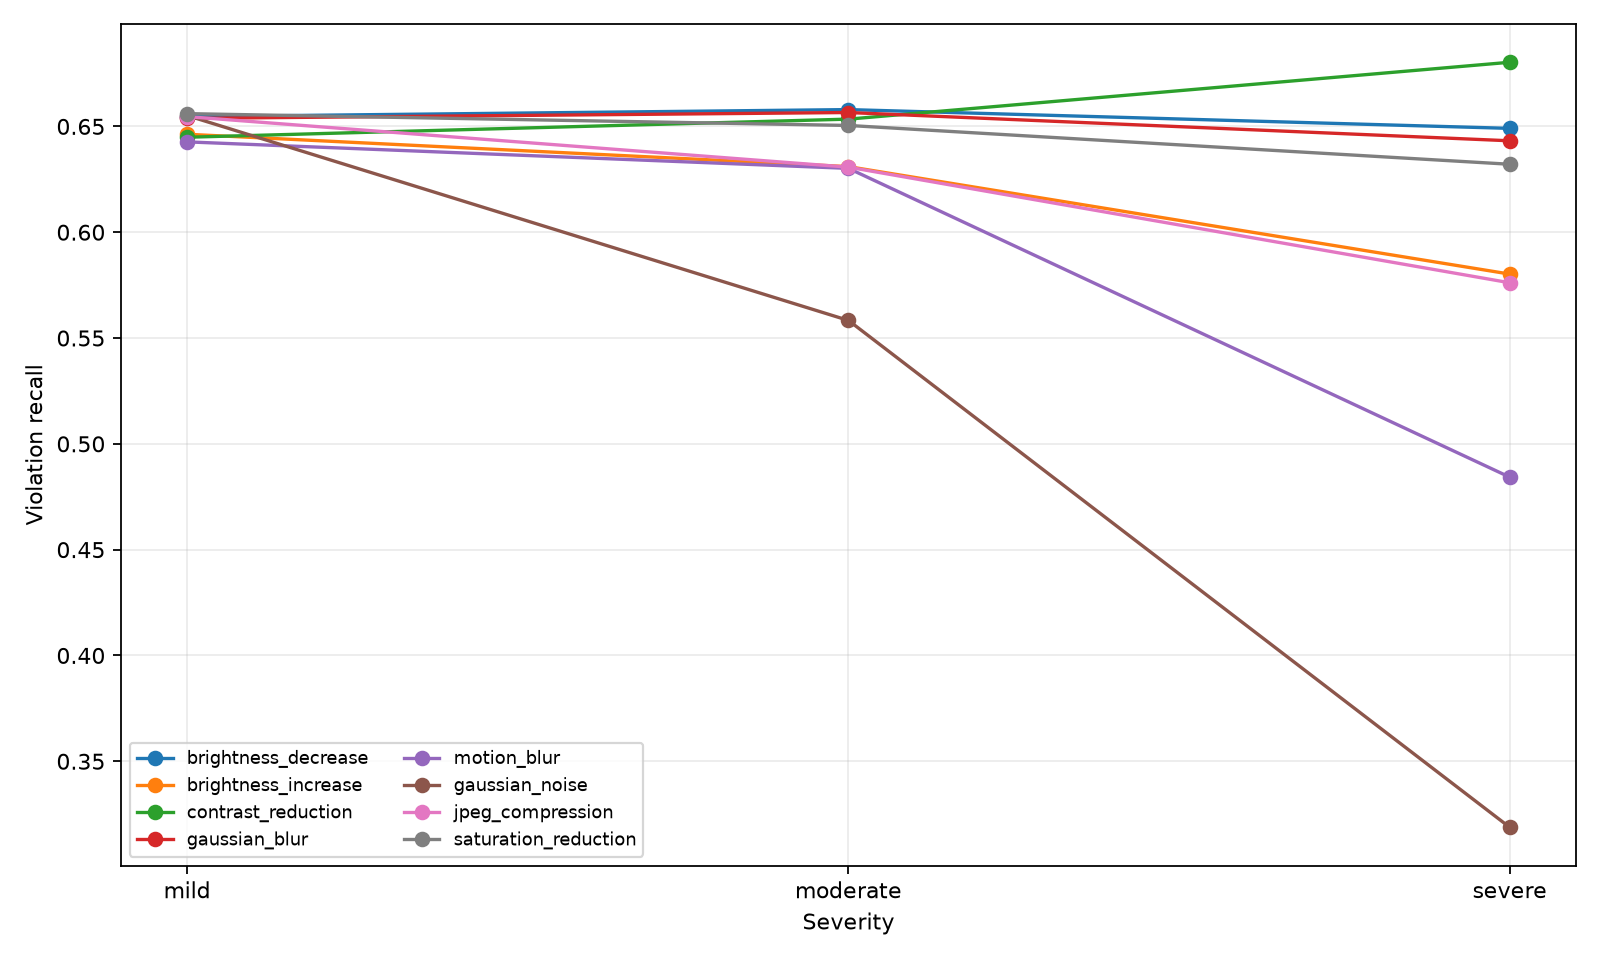 Violation recall
0.65
0.60
0.55
0.50
0.45
0.40
0.35
brightness_decrease
brightness_increase
contrast_reduction
gaussian_blur
motion_blur
gaussian_noise
jpeg_compression
saturation_reduction
mild moderate severe
Severity